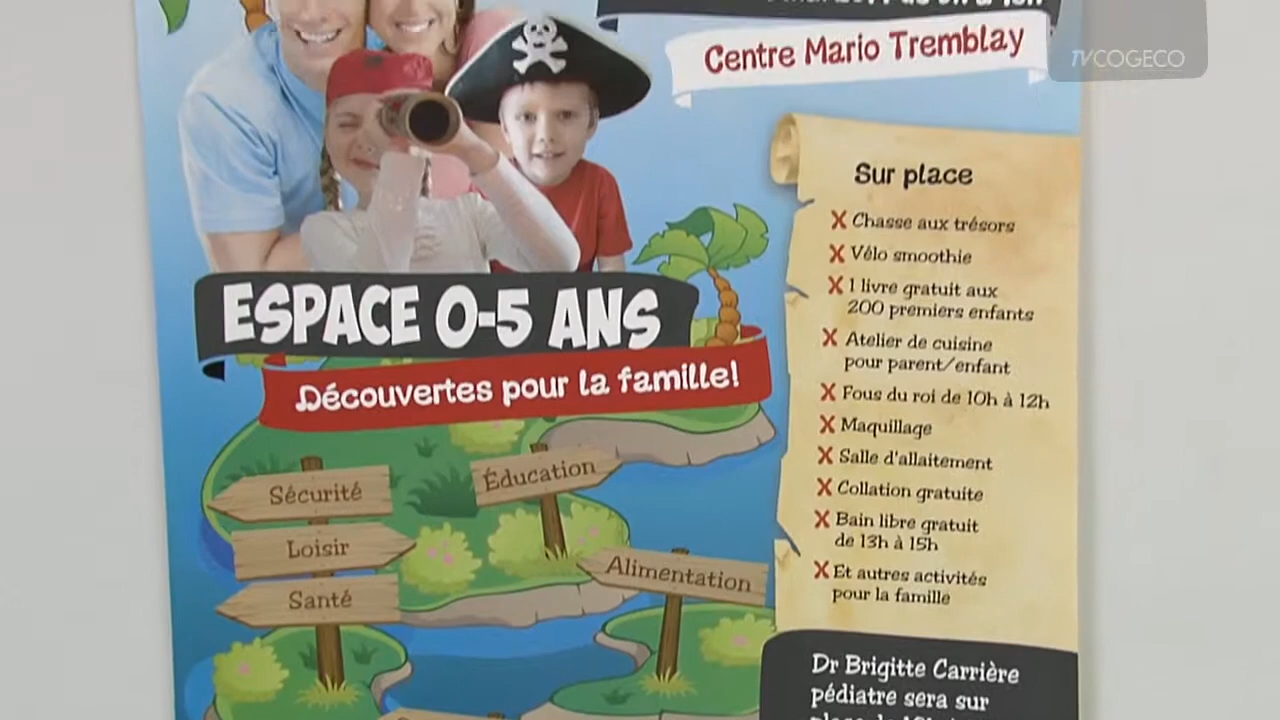 Centre Mario Tremblay
TVCOGECO
Sur place
X Chasse aux trésors
X Vélo smoothie
X 1 livre gratuit aux
200 premiers enfants
X Atelier de cuisine
pour parent/enfant
X Fous du roi de 10h à 12h
X Maquillage
X Salle d'allaitement
X Collation gratuite
X Bain libre gratuit
de 13h à 15h
X Et autres activités
pour la famille
ESPACE 0-5 ANS
Découvertes pour la famille!
Sécurité
Éducation
Loisir
Alimentation
Santé
Dr Brigitte Carrière
pédiatre sera sur